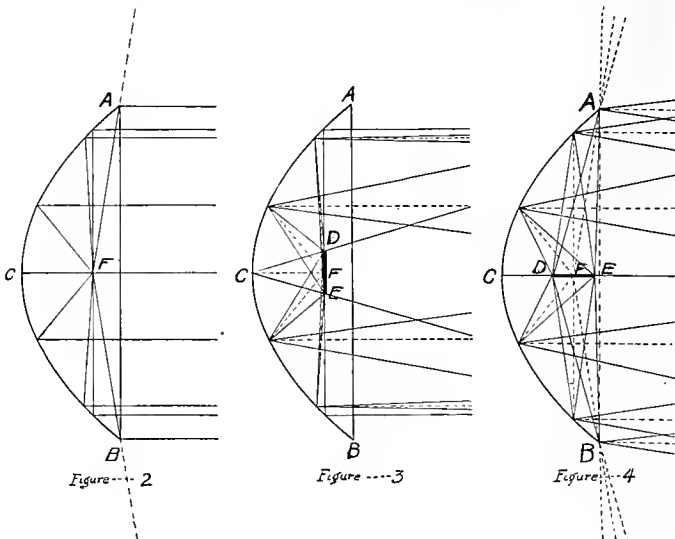 A
C
F
B
Figure---- 2
A
D
C
F
E
B
Figure ----3
A
C
D
F
E
B
Figure----4